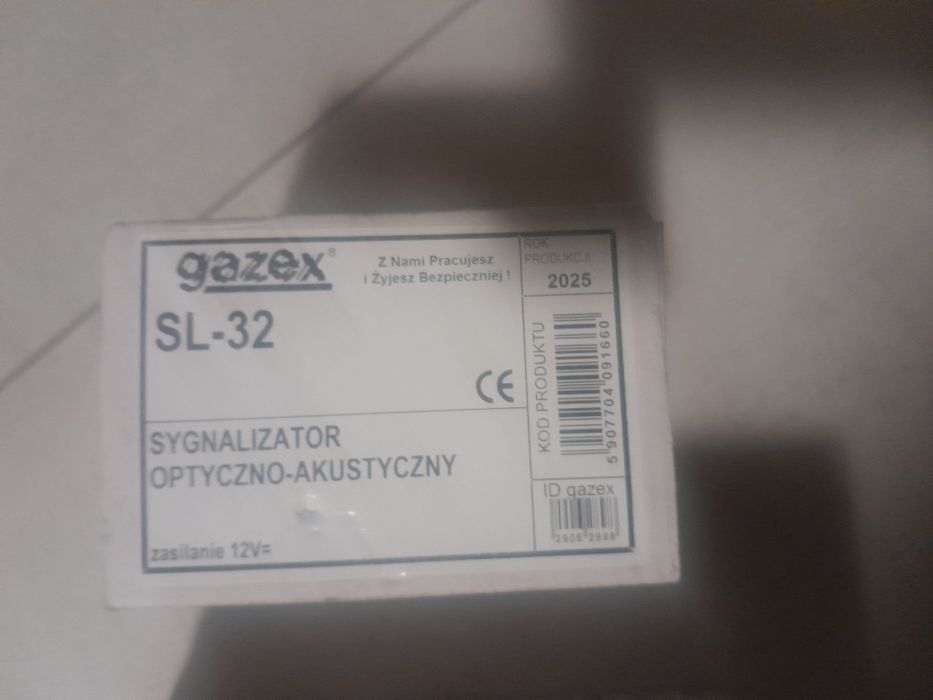 gazex®
Z Nami Pracujesz
i Żyjesz Bezpieczniej !
SL-32
CE
SYGNALIZATOR
OPTYCZNO-AKUSTYCZNY
zasilanie 12V=
ROK
PRODUKCJI
2025
KOD PRODUKTU
5 907704 091660
ID gazex